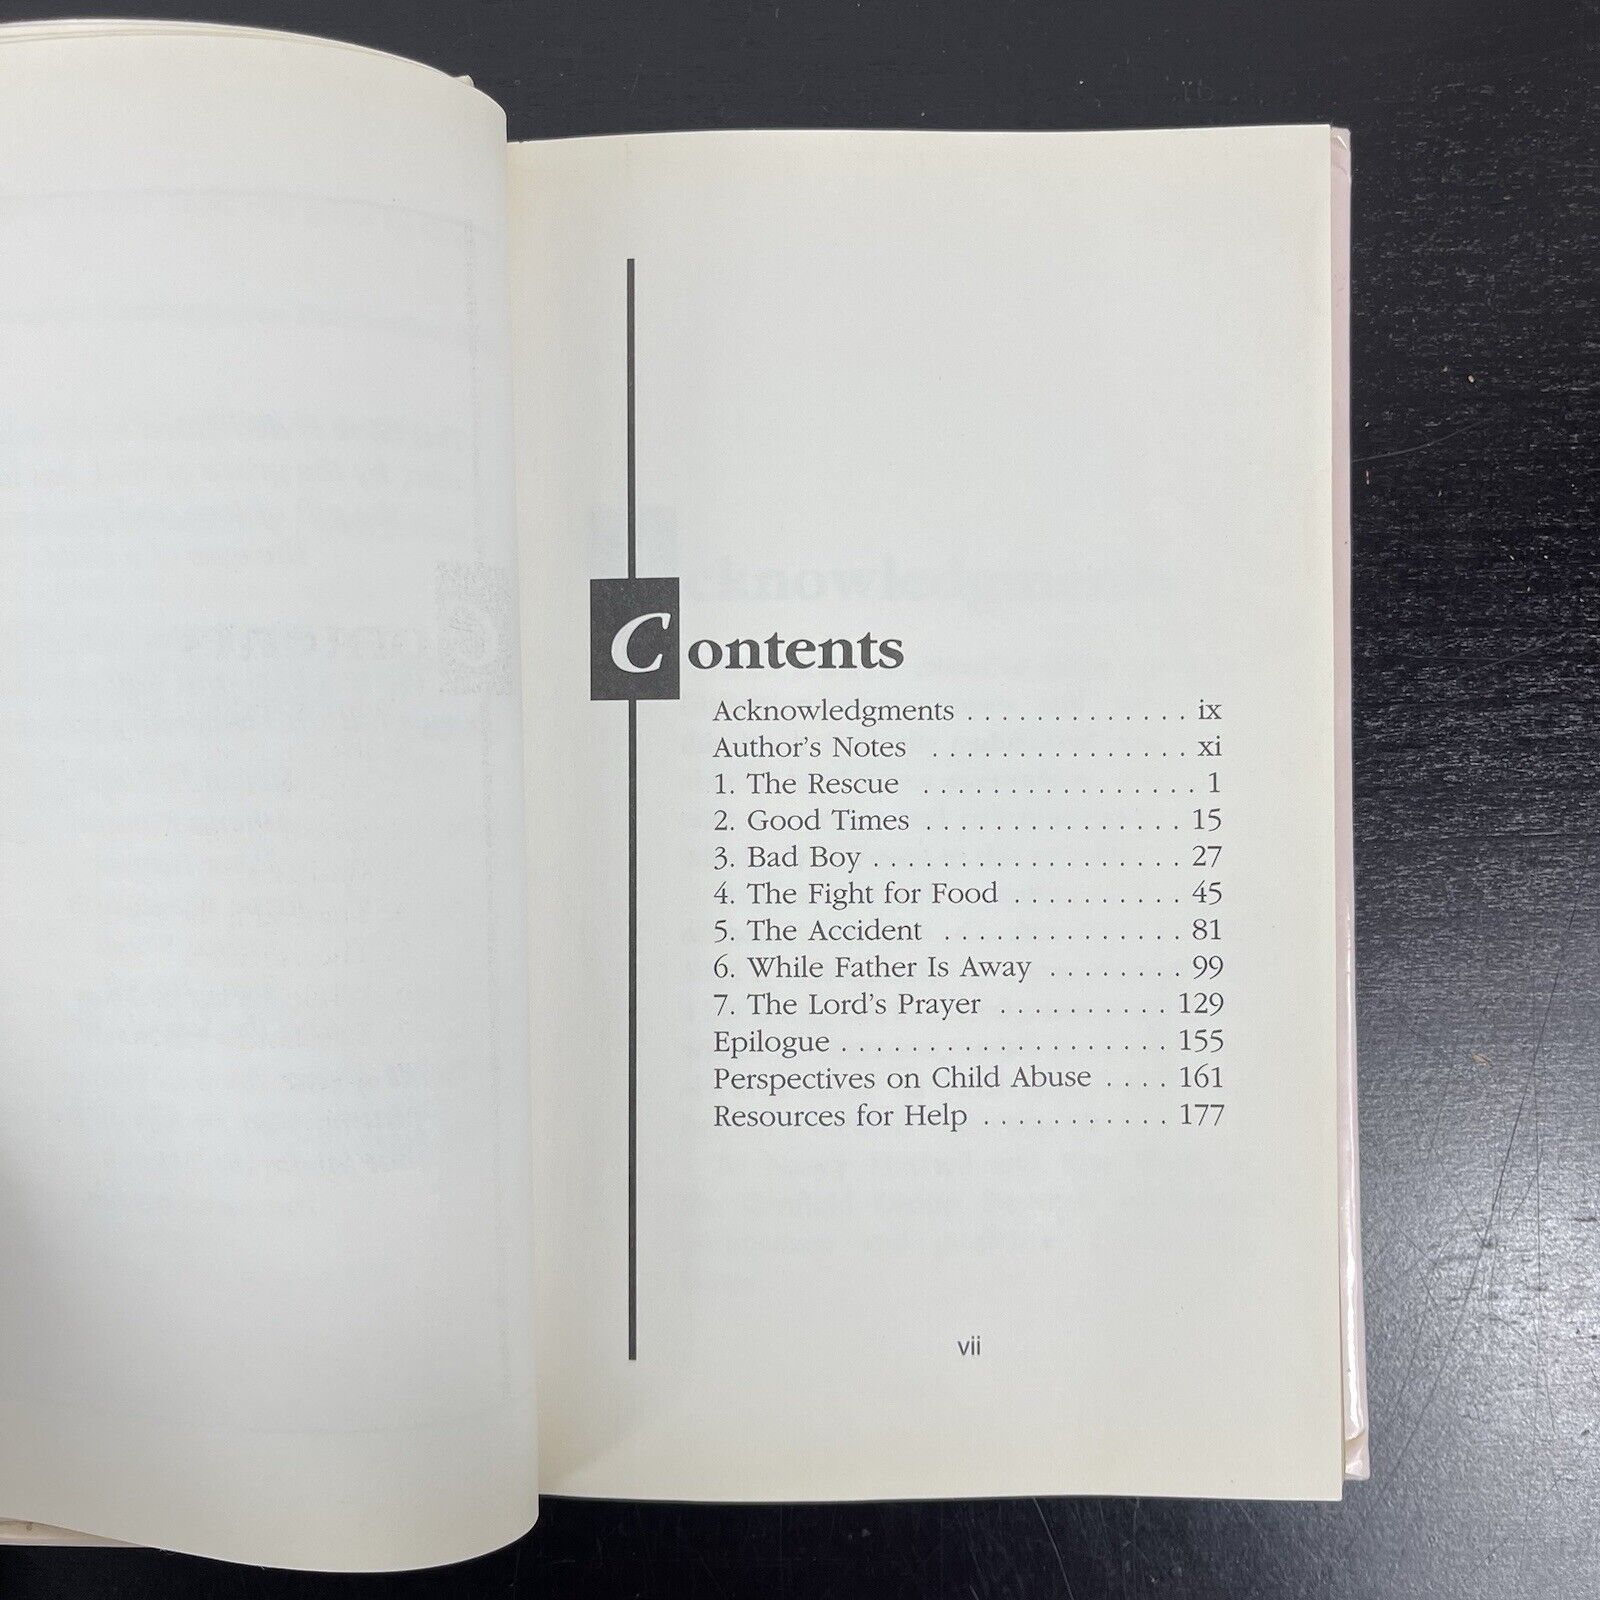 Contents
Acknowledgments . . . . . . . . . . . . . ix
Author's Notes . . . . . . . . . . . . . . . xi
1. The Rescue . . . . . . . . . . . . . . . . 1
2. Good Times . . . . . . . . . . . . . . . 15
3. Bad Boy . . . . . . . . . . . . . . . . . . 27
4. The Fight for Food . . . . . . . . . . 45
5. The Accident . . . . . . . . . . . . . . 81
6. While Father Is Away . . . . . . . . 99
7. The Lord's Prayer . . . . . . . . . . 129
Epilogue . . . . . . . . . . . . . . . . . . . 155
Perspectives on Child Abuse . . . . 161
Resources for Help . . . . . . . . . . . 177
vii